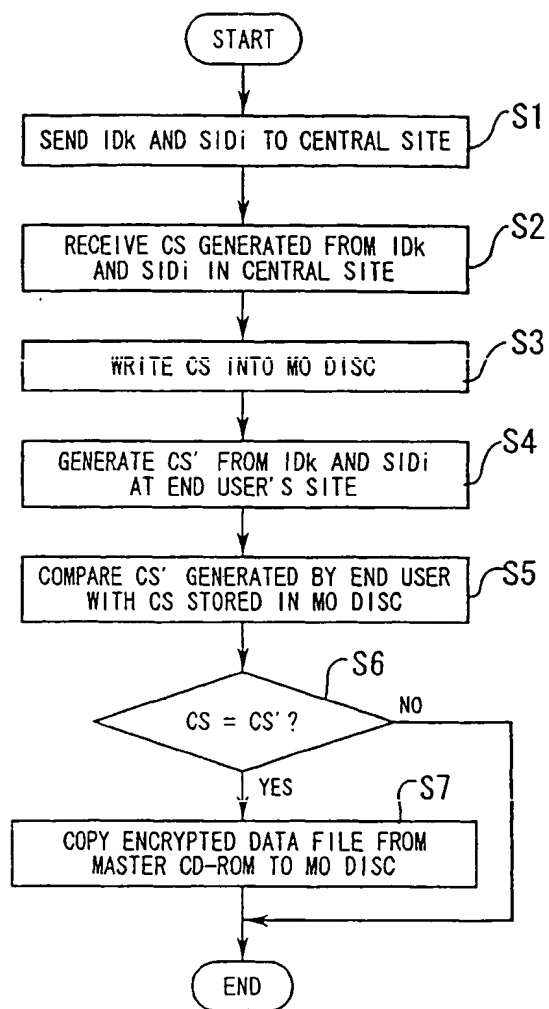 START
SEND IDk AND SIDi TO CENTRAL SITE
S1
RECEIVE CS GENERATED FROM IDk
AND SIDi IN CENTRAL SITE
S2
WRITE CS INTO MO DISC
S3
GENERATE CS' FROM IDk AND SIDi
AT END USER'S SITE
S4
COMPARE CS' GENERATED BY END USER
WITH CS STORED IN MO DISC
S5
CS = CS'?
S6
NO
YES
COPY ENCRYPTED DATA FILE FROM
MASTER CD-ROM TO MO DISC
S7
END